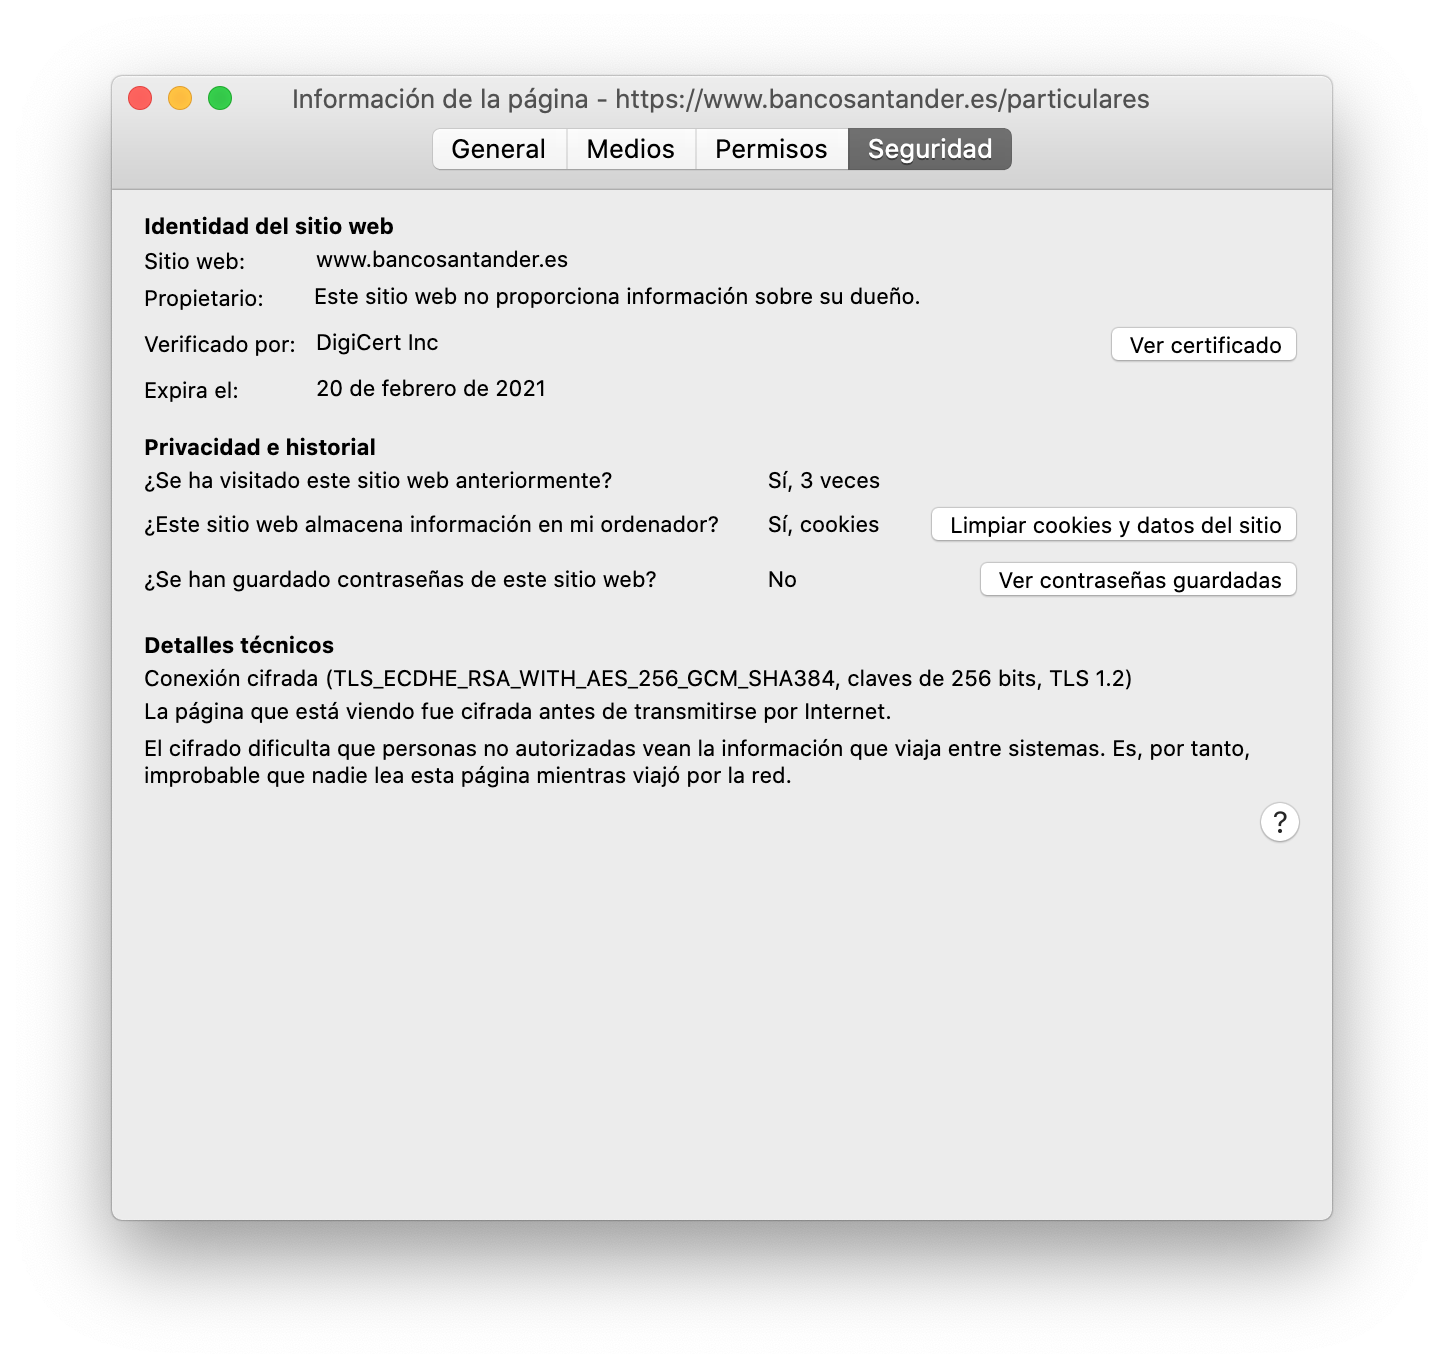 Información de la página - https://www.bancosantander.es/particulares
General Medios Permisos Seguridad
Identidad del sitio web
Sitio web: www.bancosantander.es
Propietario: Este sitio web no proporciona información sobre su dueño.
Verificado por: DigiCert Inc Ver certificado
Expira el: 20 de febrero de 2021
Privacidad e historial
¿Se ha visitado este sitio web anteriormente? Sí, 3 veces
¿Este sitio web almacena información en mi ordenador? Sí, cookies Limpiar cookies y datos del sitio
¿Se han guardado contraseñas de este sitio web? No Ver contraseñas guardadas
Detalles técnicos
Conexión cifrada (TLS_ECDHE_RSA_WITH_AES_256_GCM_SHA384, claves de 256 bits, TLS 1.2)
La página que está viendo fue cifrada antes de transmitirse por Internet.
El cifrado dificulta que personas no autorizadas vean la información que viaja entre sistemas. Es, por tanto,
improbable que nadie lea esta página mientras viajó por la red.
?